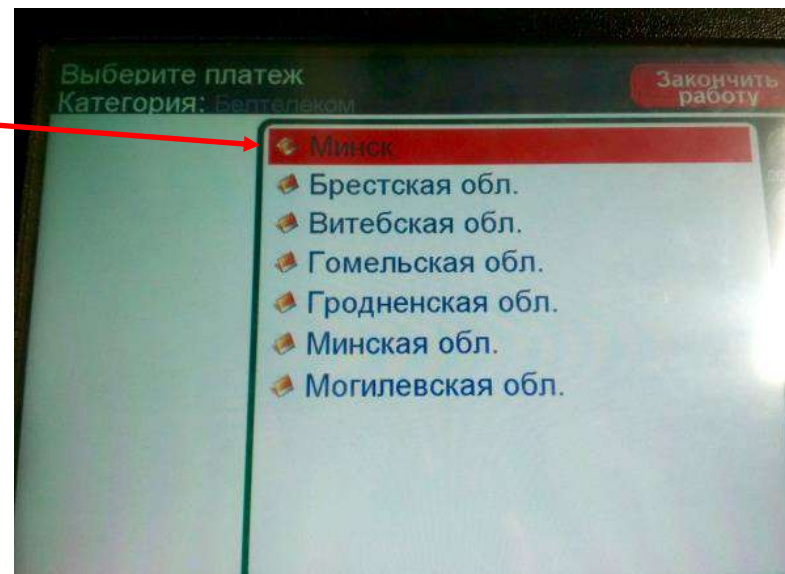 Выберите платеж
Закончить
работу
Категория: Белтелеком
Минск
Брестская обл.
Витебская обл.
Гомельская обл.
Гродненская обл.
Минская обл.
Могилевская обл.